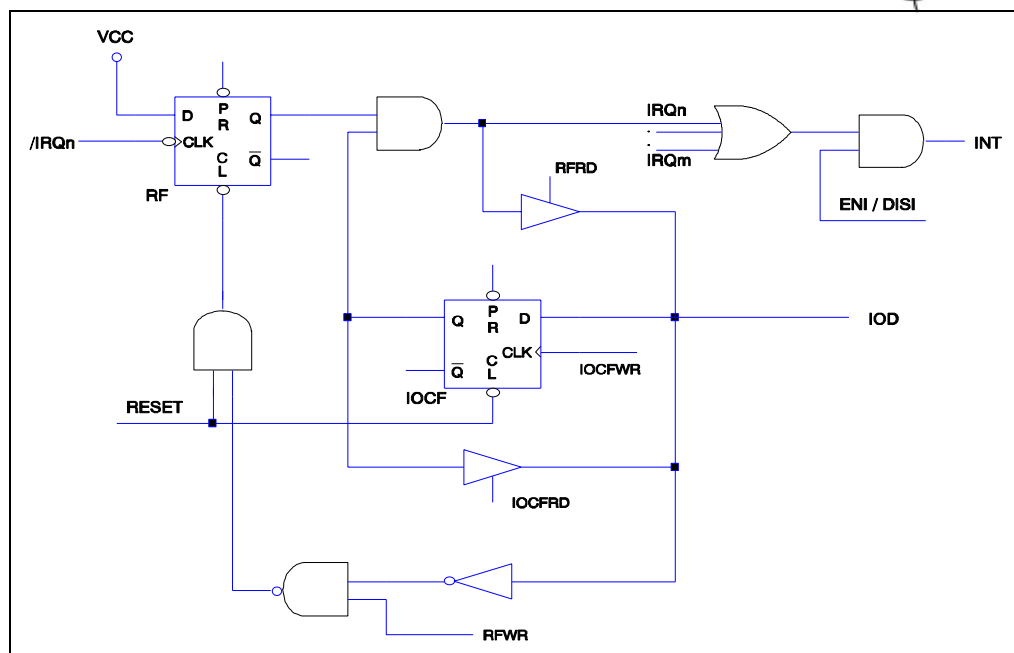 VCC
D
P
R
Q
/IRQn
CLK
C
L
Q̅
RF
IRQn
IRQm
INT
RFRD
ENI / DISI
Q
P
R
D
IOD
CLK
Q̅
C
L
IOCFWR
IOCF
RESET
IOCFRD
RFWR